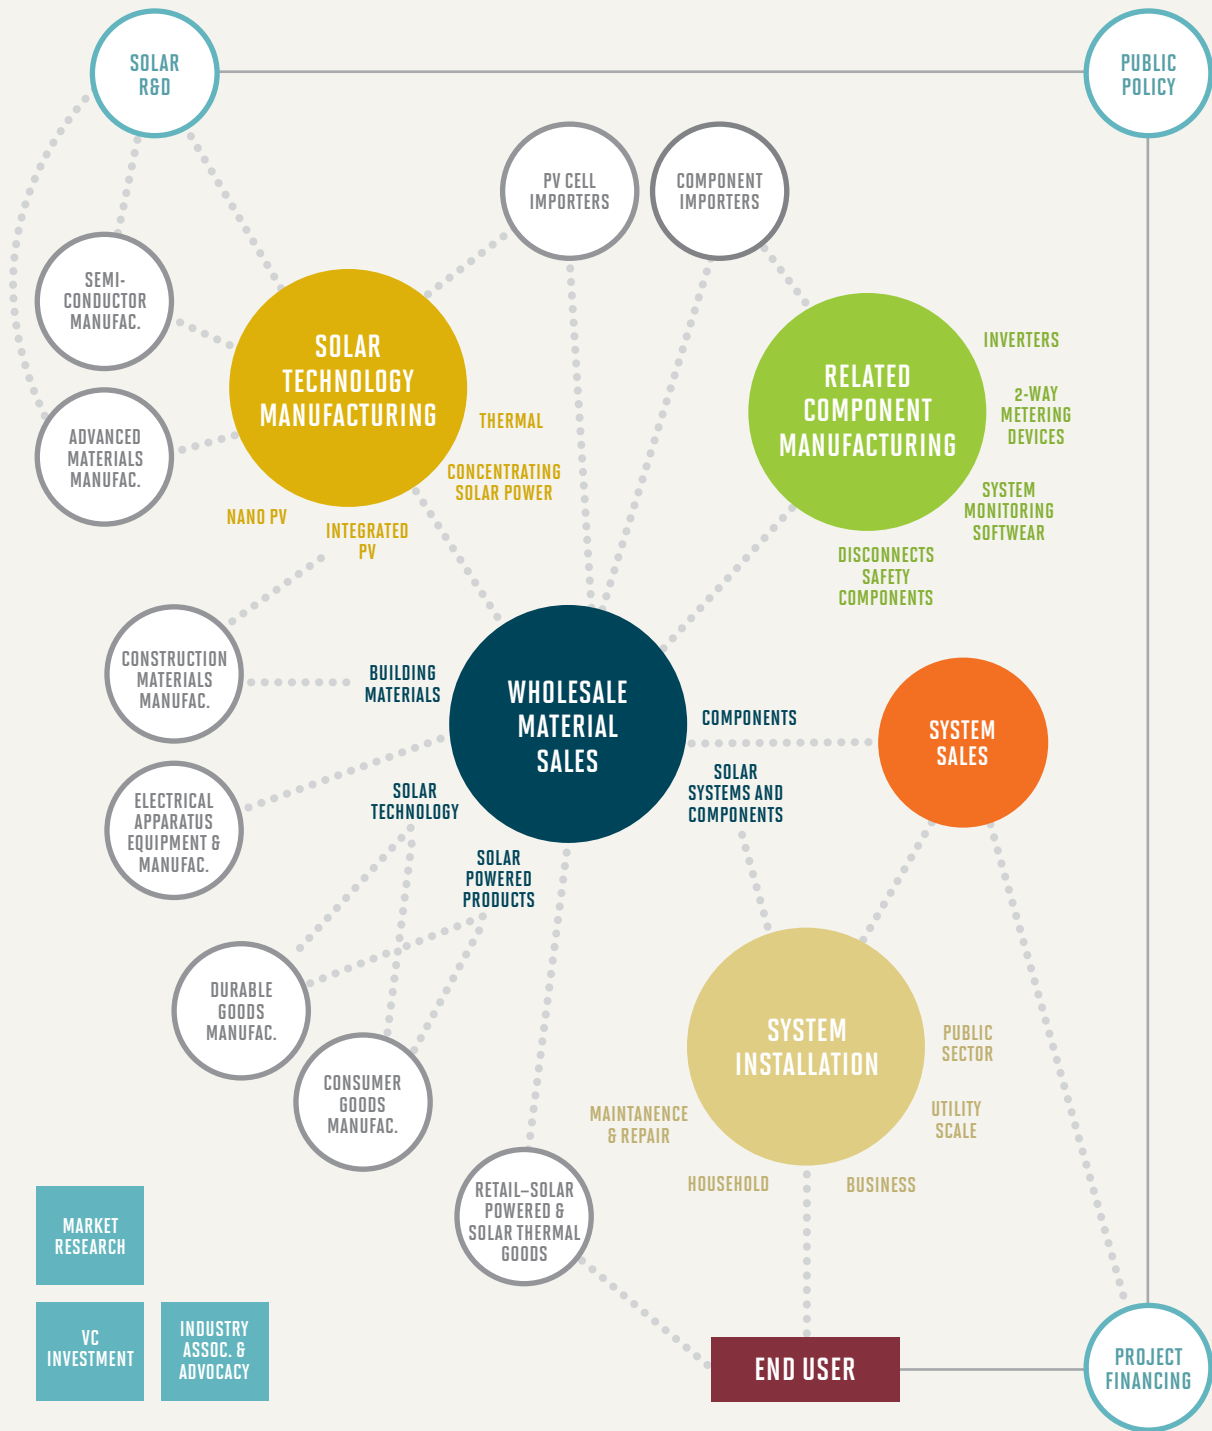 SOLAR
R&D
PUBLIC
POLICY
PV CELL
IMPORTERS
COMPONENT
IMPORTERS
SEMI-
CONDUCTOR
MANUFAC.
SOLAR
TECHNOLOGY
MANUFACTURING
RELATED
COMPONENT
MANUFACTURING
INVERTERS
2-WAY
METERING
DEVICES
THERMAL
ADVANCED
MATERIALS
MANUFAC.
CONCENTRATING
SOLAR POWER
SYSTEM
MONITORING
SOFTWEAR
NANO PV
INTEGRATED
PV
DISCONNECTS
SAFETY
COMPONENTS
CONSTRUCTION
MATERIALS
MANUFAC.
BUILDING
MATERIALS
WHOLESALE
MATERIAL
SALES
COMPONENTS
SYSTEM
SALES
SOLAR
SYSTEMS AND
COMPONENTS
ELECTRICAL
APPARATUS
EQUIPMENT &
MANUFAC.
SOLAR
TECHNOLOGY
SOLAR
POWERED
PRODUCTS
DURABLE
GOODS
MANUFAC.
CONSUMER
GOODS
MANUFAC.
SYSTEM
INSTALLATION
PUBLIC
SECTOR
UTILITY
SCALE
MAINTANENCE
& REPAIR
HOUSEHOLD
BUSINESS
RETAIL–SOLAR
POWERED &
SOLAR THERMAL
GOODS
MARKET
RESEARCH
VC
INVESTMENT
INDUSTRY
ASSOC. &
ADVOCACY
END USER
PROJECT
FINANCING